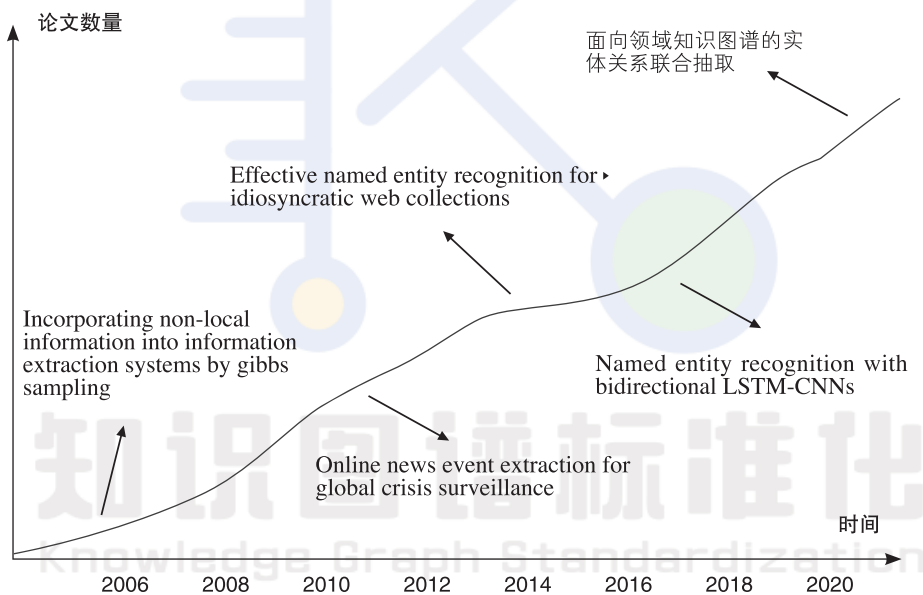 论文数量
面向领域知识图谱的实
体关系联合抽取
Effective named entity recognition for
idiosyncratic web collections
Incorporating non-local
information into information
extraction systems by gibbs
sampling
Named entity recognition with
bidirectional LSTM-CNNs
Online news event extraction for
global crisis surveillance
知识图谱标准化
Knowledge Graph Standardization
时间
2006 2008 2010 2012 2014 2016 2018 2020